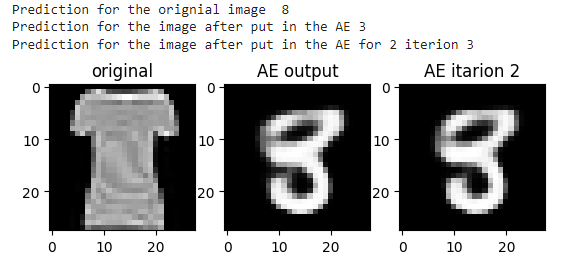 Prediction for the orignial image  8
Prediction for the image after put in the AE 3
Prediction for the image after put in the AE for 2 iterion 3
original AE output AE itarion 2
0 0 0
10 10 10
20 20 20
0 10 20 0 10 20 0 10 20